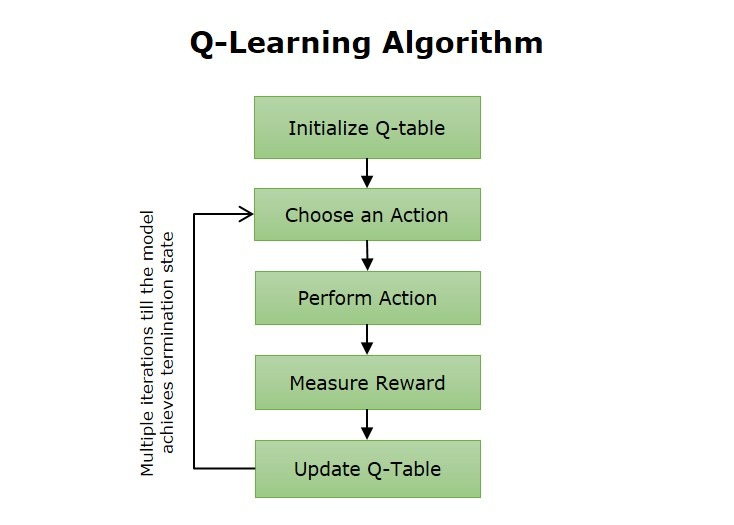 Q-Learning Algorithm
Initialize Q-table
Choose an Action
Perform Action
Measure Reward
Update Q-Table
Multiple iterations till the model
achieves termination state